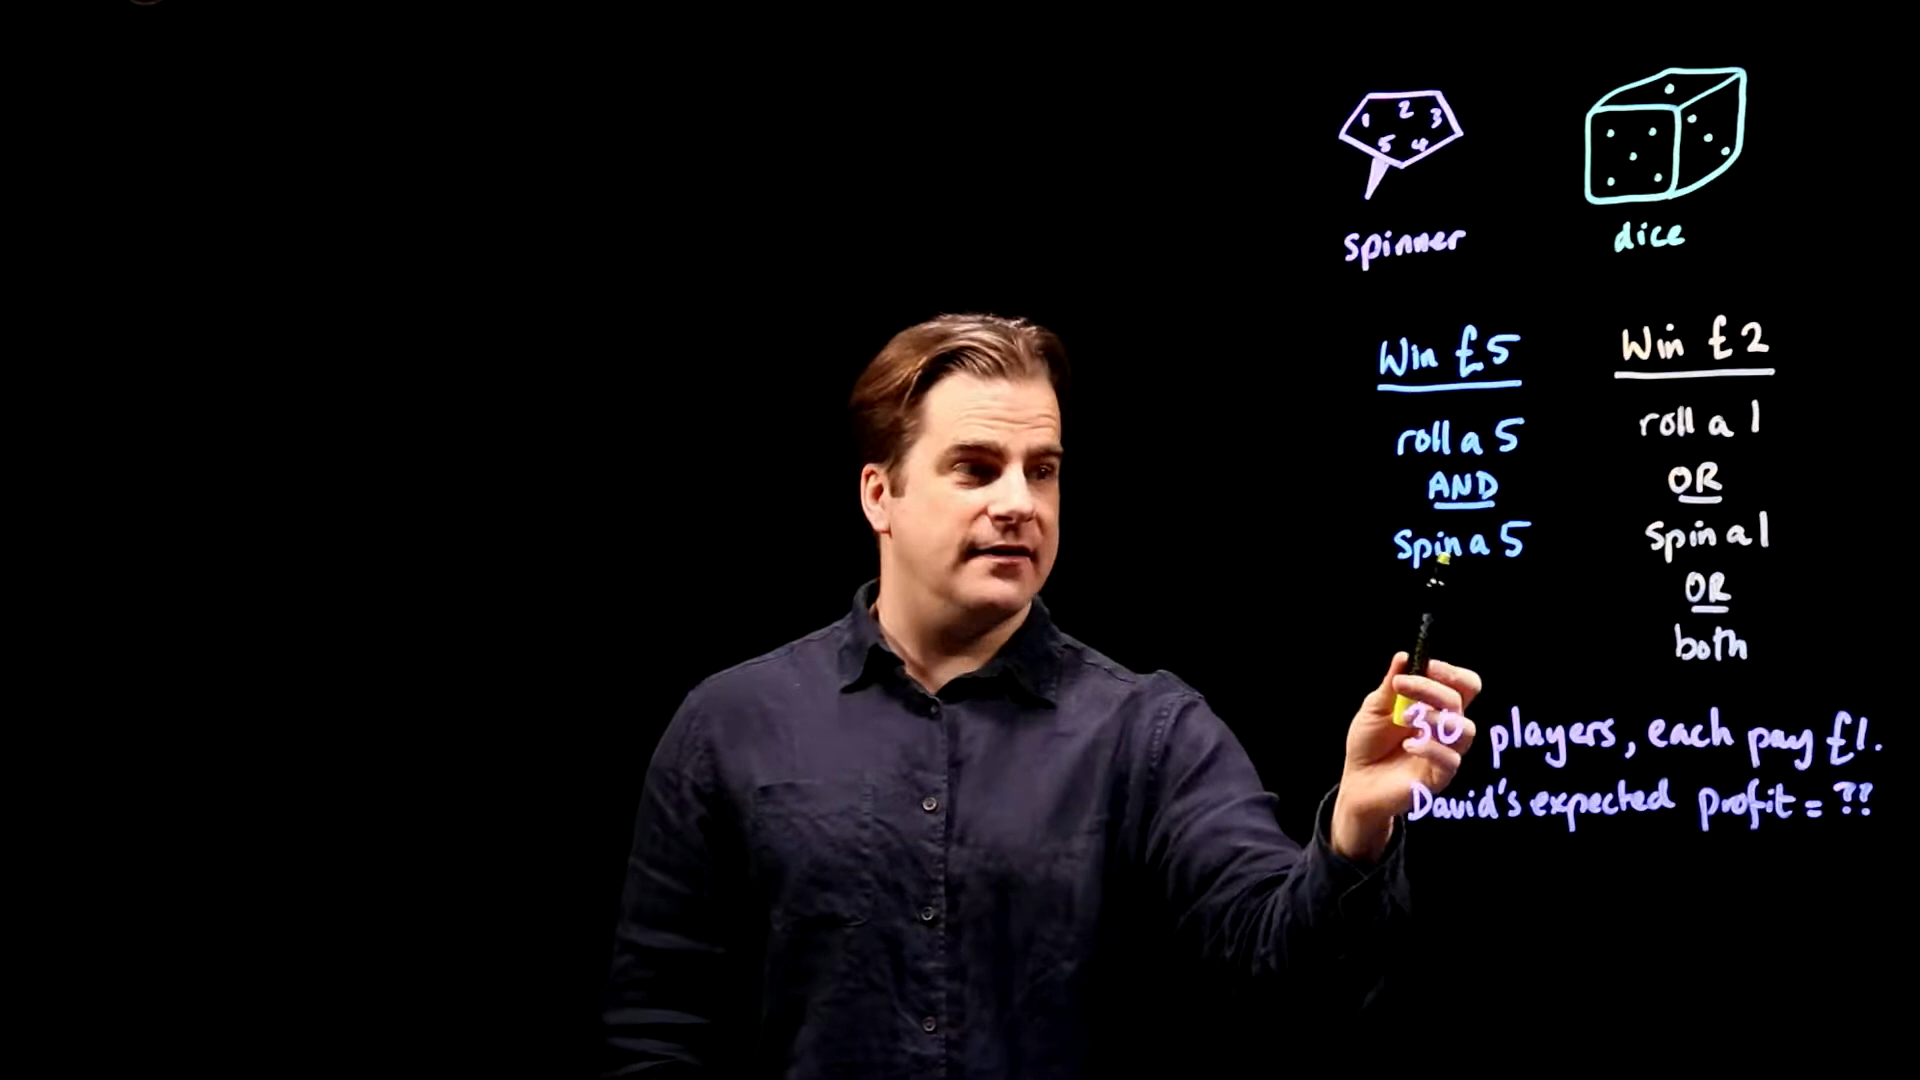 1 2 3
5 4
spinner
dice
Win £5
roll a 5
AND
spin a 5
Win £2
roll a 1
OR
spin a 1
OR
both
30 players, each pay £1.
David's expected profit = ??